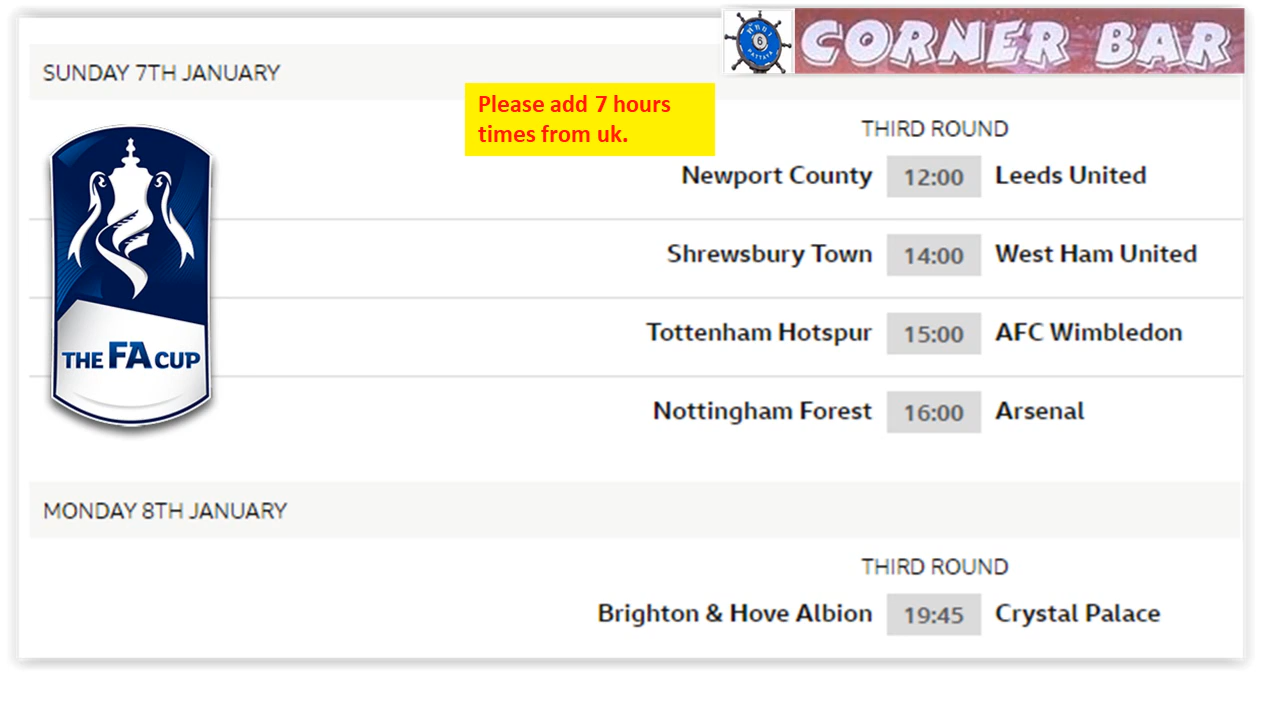 CORNER BAR
6
PATTAYA
SUNDAY 7TH JANUARY
Please add 7 hours
times from uk.
THIRD ROUND
Newport County 12:00 Leeds United
Shrewsbury Town 14:00 West Ham United
Tottenham Hotspur 15:00 AFC Wimbledon
Nottingham Forest 16:00 Arsenal
THE FA CUP
MONDAY 8TH JANUARY
THIRD ROUND
Brighton & Hove Albion 19:45 Crystal Palace